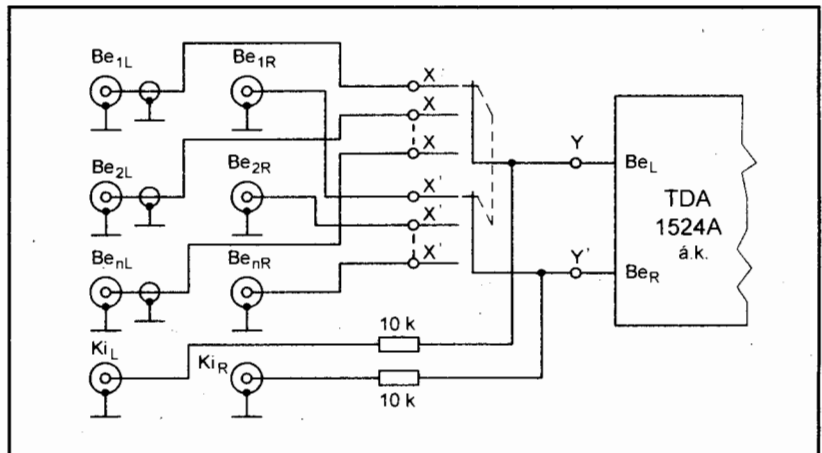 Be1L
Be1R
X
X
X
Y
BeL
Be2L
Be2R
X'
TDA
1524A
á.k.
X'
Y'
BeR
BenL
BenR
X'
10 k
KiL
KiR
10 k